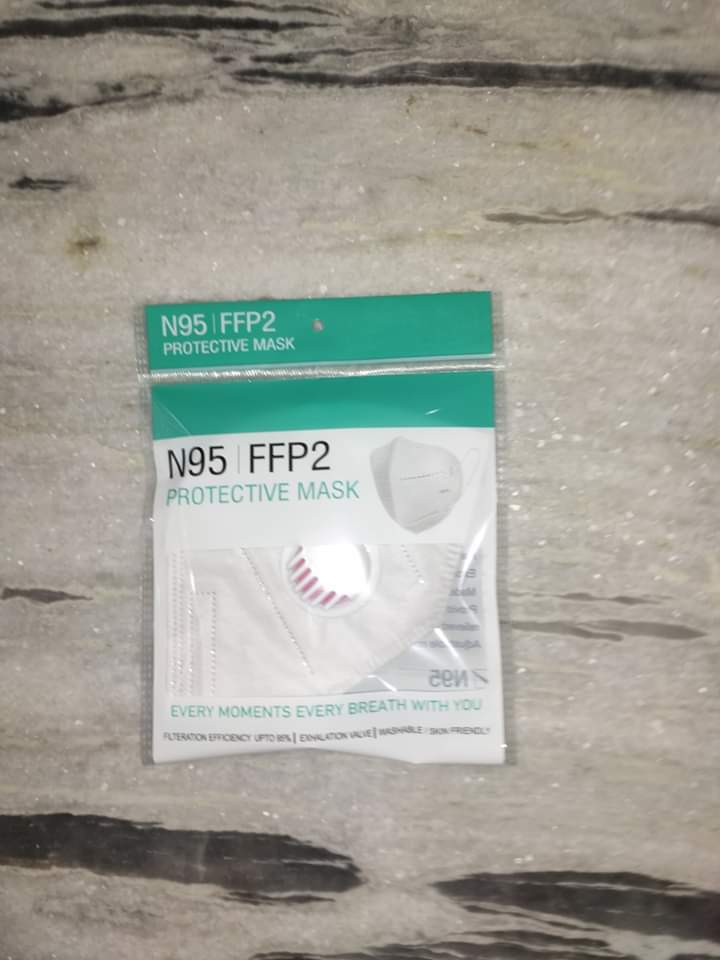 N95 | FFP2
PROTECTIVE MASK
N95 | FFP2
PROTECTIVE MASK
N95
EVERY MOMENTS EVERY BREATH WITH YOU
FILTERATION EFFICIENCY UPTO 95% | EXHALATION VALVE | WASHABLE / SKIN FRIENDLY